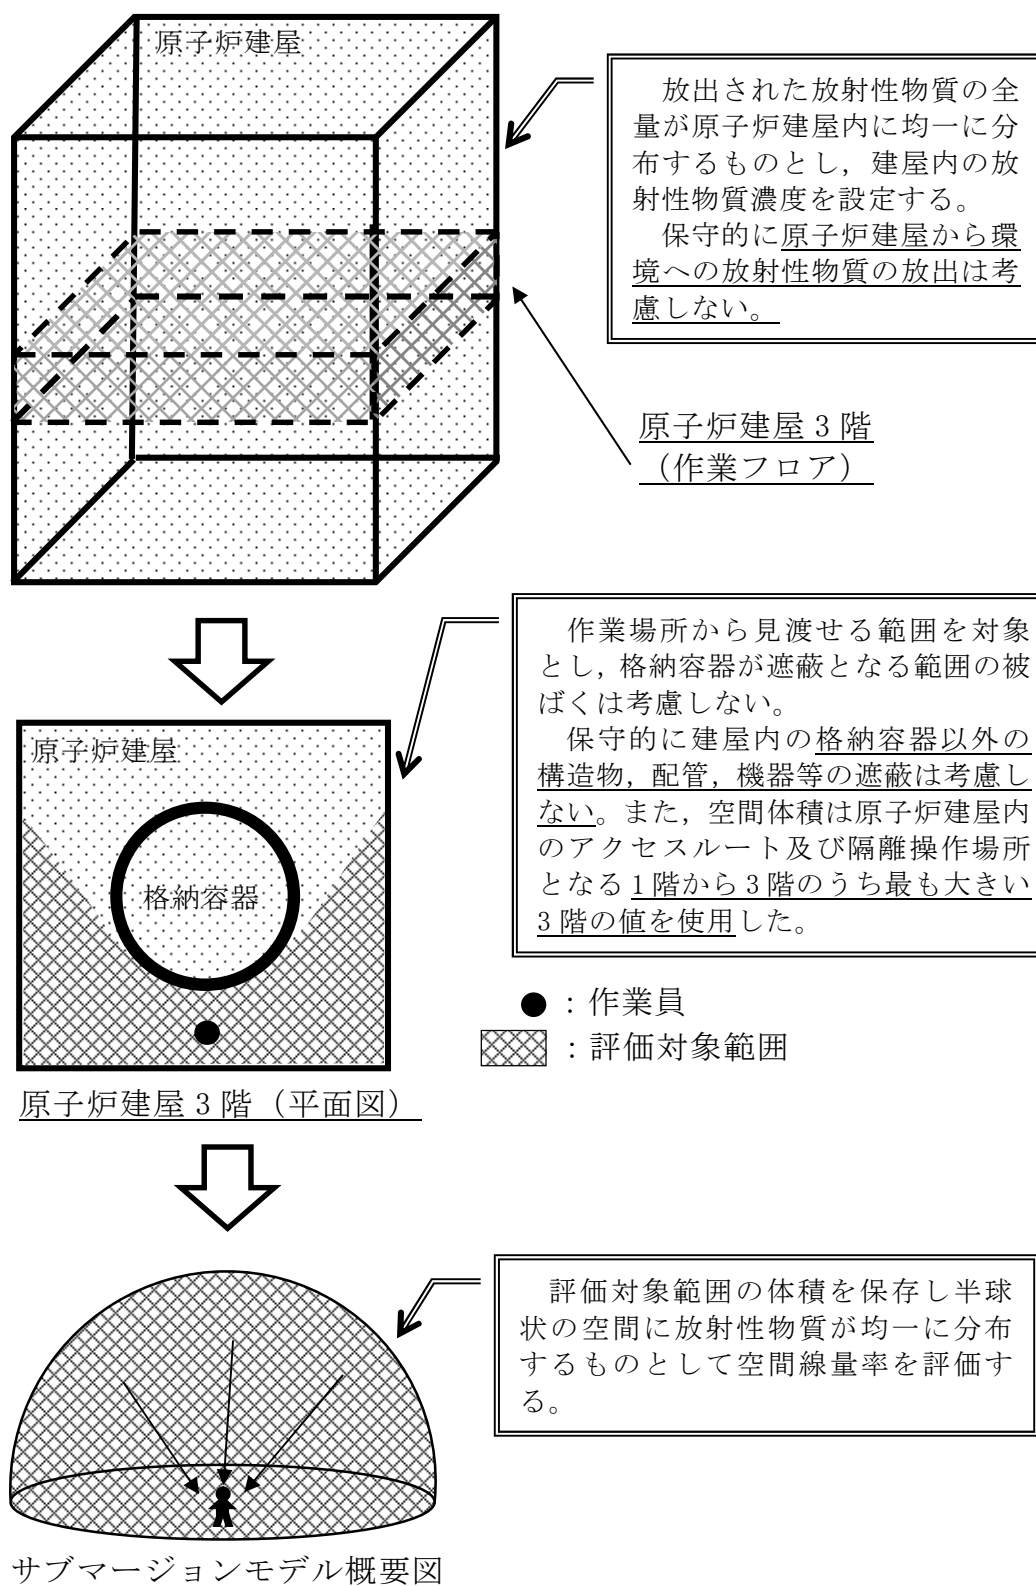 原子炉建屋
放出された放射性物質の全
量が原子炉建屋内に均一に分
布するものとし，建屋内の放
射性物質濃度を設定する。
保守的に原子炉建屋から環
境への放射性物質の放出は考
慮しない。
原子炉建屋３階
（作業フロア）
作業場所から見渡せる範囲を対象
とし，格納容器が遮蔽となる範囲の被
ばくは考慮しない。
保守的に建屋内の格納容器以外の
構造物，配管，機器等の遮蔽は考慮し
ない。また，空間体積は原子炉建屋内
のアクセスルート及び隔離操作場所
となる１階から３階のうち最も大きい
３階の値を使用した。
原子炉建屋
格納容器
：作業員
：評価対象範囲
原子炉建屋３階（平面図）
評価対象範囲の体積を保存し半球
状の空間に放射性物質が均一に分布
するものとして空間線量率を評価す
る。
サブマージョンモデル概要図